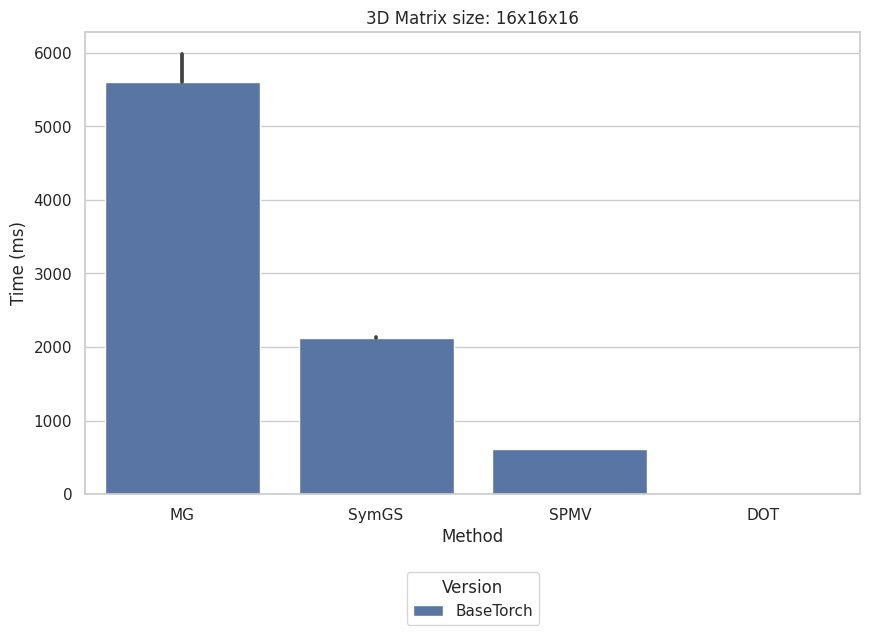 3D Matrix size: 16x16x16
6000
5000
4000
3000
2000
1000
0
Time (ms)
MG SymGS SPMV DOT
Method
Version
BaseTorch